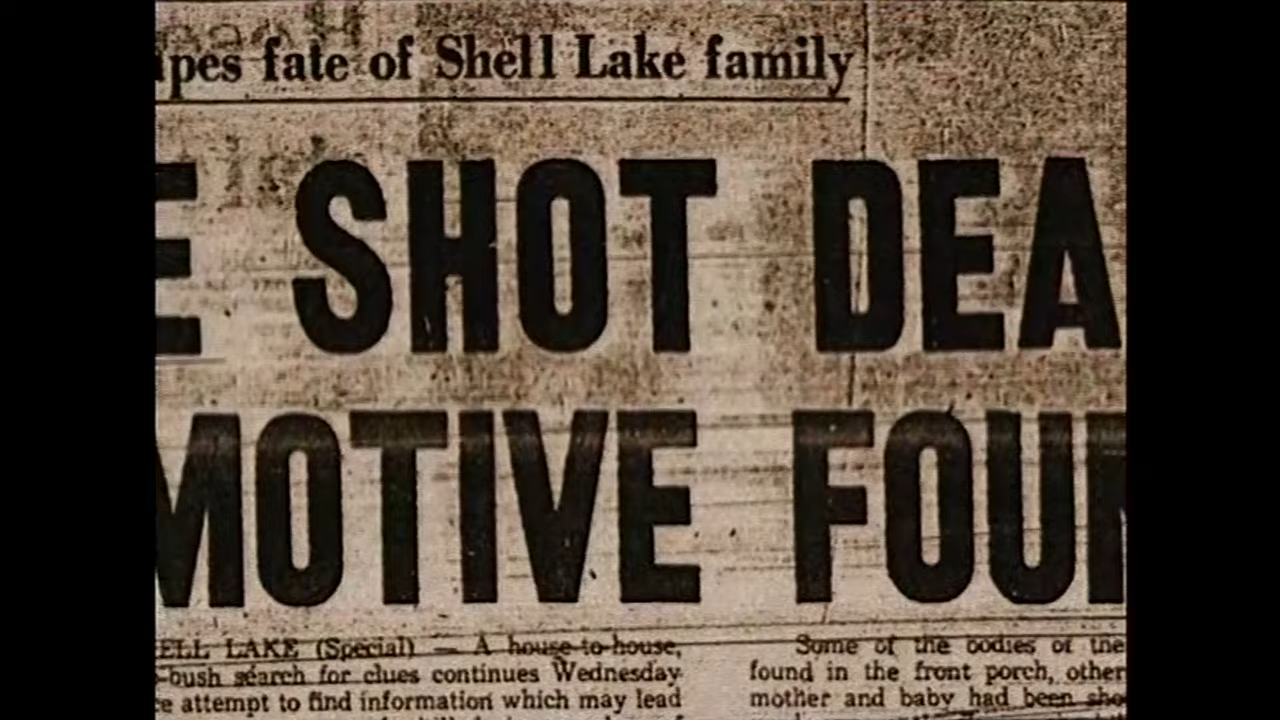 ipes fate of Shell Lake family
E SHOT DEA
MOTIVE FOUN
ELL LAKE (Special) — A house-to-house,
-bush search for clues continues Wednesday
e attempt to find information which may lead
Some of the bodies of the
found in the front porch, other
mother and baby had been sho